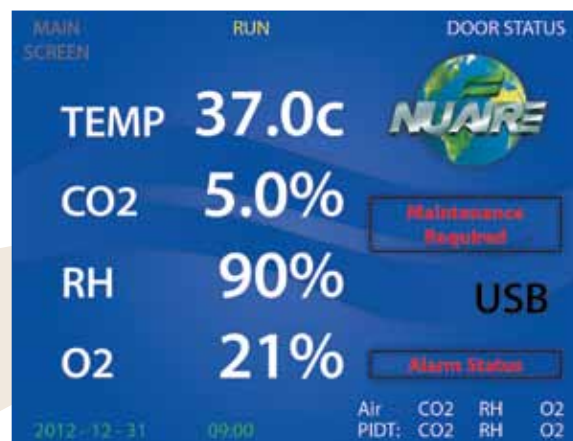 MAIN SCREEN
RUN
DOOR STATUS
NUAIRE
TEMP 37.0c
CO2 5.0%
Maintenance
Required
RH 90%
USB
O2 21%
Alarm Status
Air CO2 RH O2
2012 - 12 - 31 09:00 PIDT: CO2 RH O2